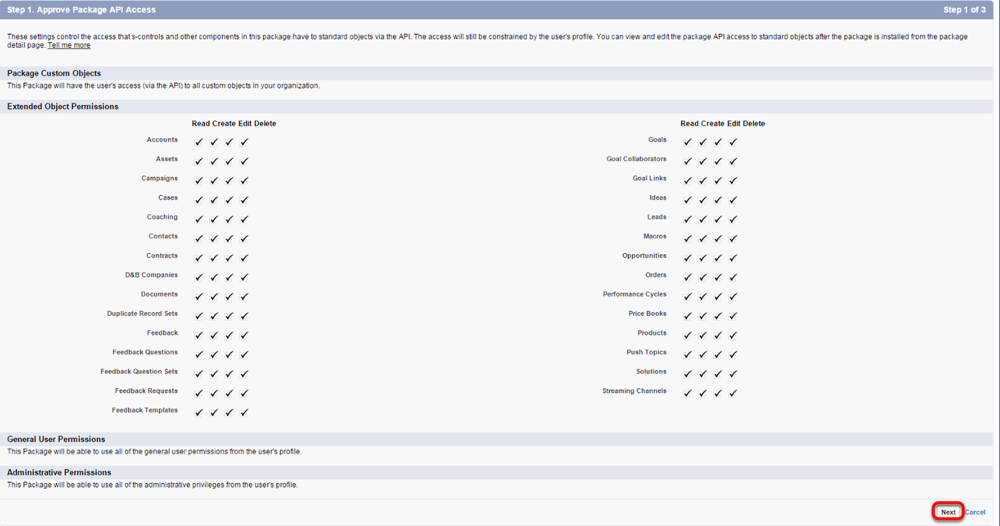 Step 1. Approve Package API Access
Step 1 of 3
These settings control the access that s-controls and other components in this package have to standard objects via the API. The access will still be constrained by the user's profile. You can view and edit the package API access to standard objects after the package is installed from the package
detail page. Tell me more
Package Custom Objects
This Package will have the user's access (via the API) to all custom objects in your organization.
Extended Object Permissions
Read Create Edit Delete
Accounts
Assets
Campaigns
Cases
Coaching
Contacts
Contracts
D&B Companies
Documents
Duplicate Record Sets
Feedback
Feedback Questions
Feedback Question Sets
Feedback Requests
Feedback Templates
Read Create Edit Delete
Goals
Goal Collaborators
Goal Links
Ideas
Leads
Macros
Opportunities
Orders
Performance Cycles
Price Books
Products
Push Topics
Solutions
Streaming Channels
General User Permissions
This Package will be able to use all of the general user permissions from the user's profile.
Administrative Permissions
This Package will be able to use all of the administrative privileges from the user's profile.
Next Cancel